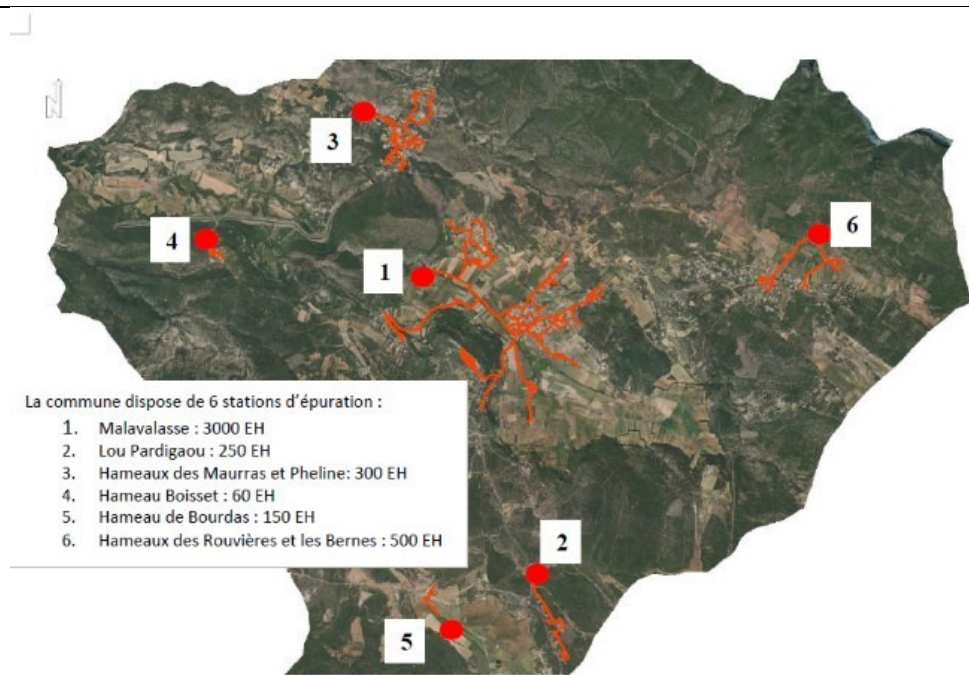 N
3
6
4
1
La commune dispose de 6 stations d'épuration :
1. Malavalasse : 3000 EH
2. Lou Pardigaou : 250 EH
3. Hameaux des Maurras et Pheline: 300 EH
4. Hameau Boisset : 60 EH
5. Hameau de Bourdas : 150 EH
6. Hameaux des Rouvières et les Bernes : 500 EH
2
5